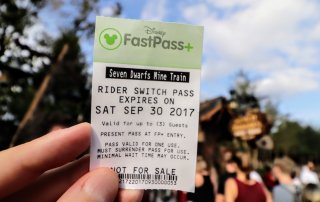 Disney
FastPass+
Seven Dwarfs Mine Train
RIDER SWITCH PASS
EXPIRES ON
SAT SEP 30 2017
Valid for up to (3) Guests
PRESENT PASS AT FP+ ENTRY.
PASS VALID FOR ONE USE.
MUST SURRENDER PASS FOR USE.
MINIMAL WAIT TIME MAY OCCUR.
NOT FOR SALE